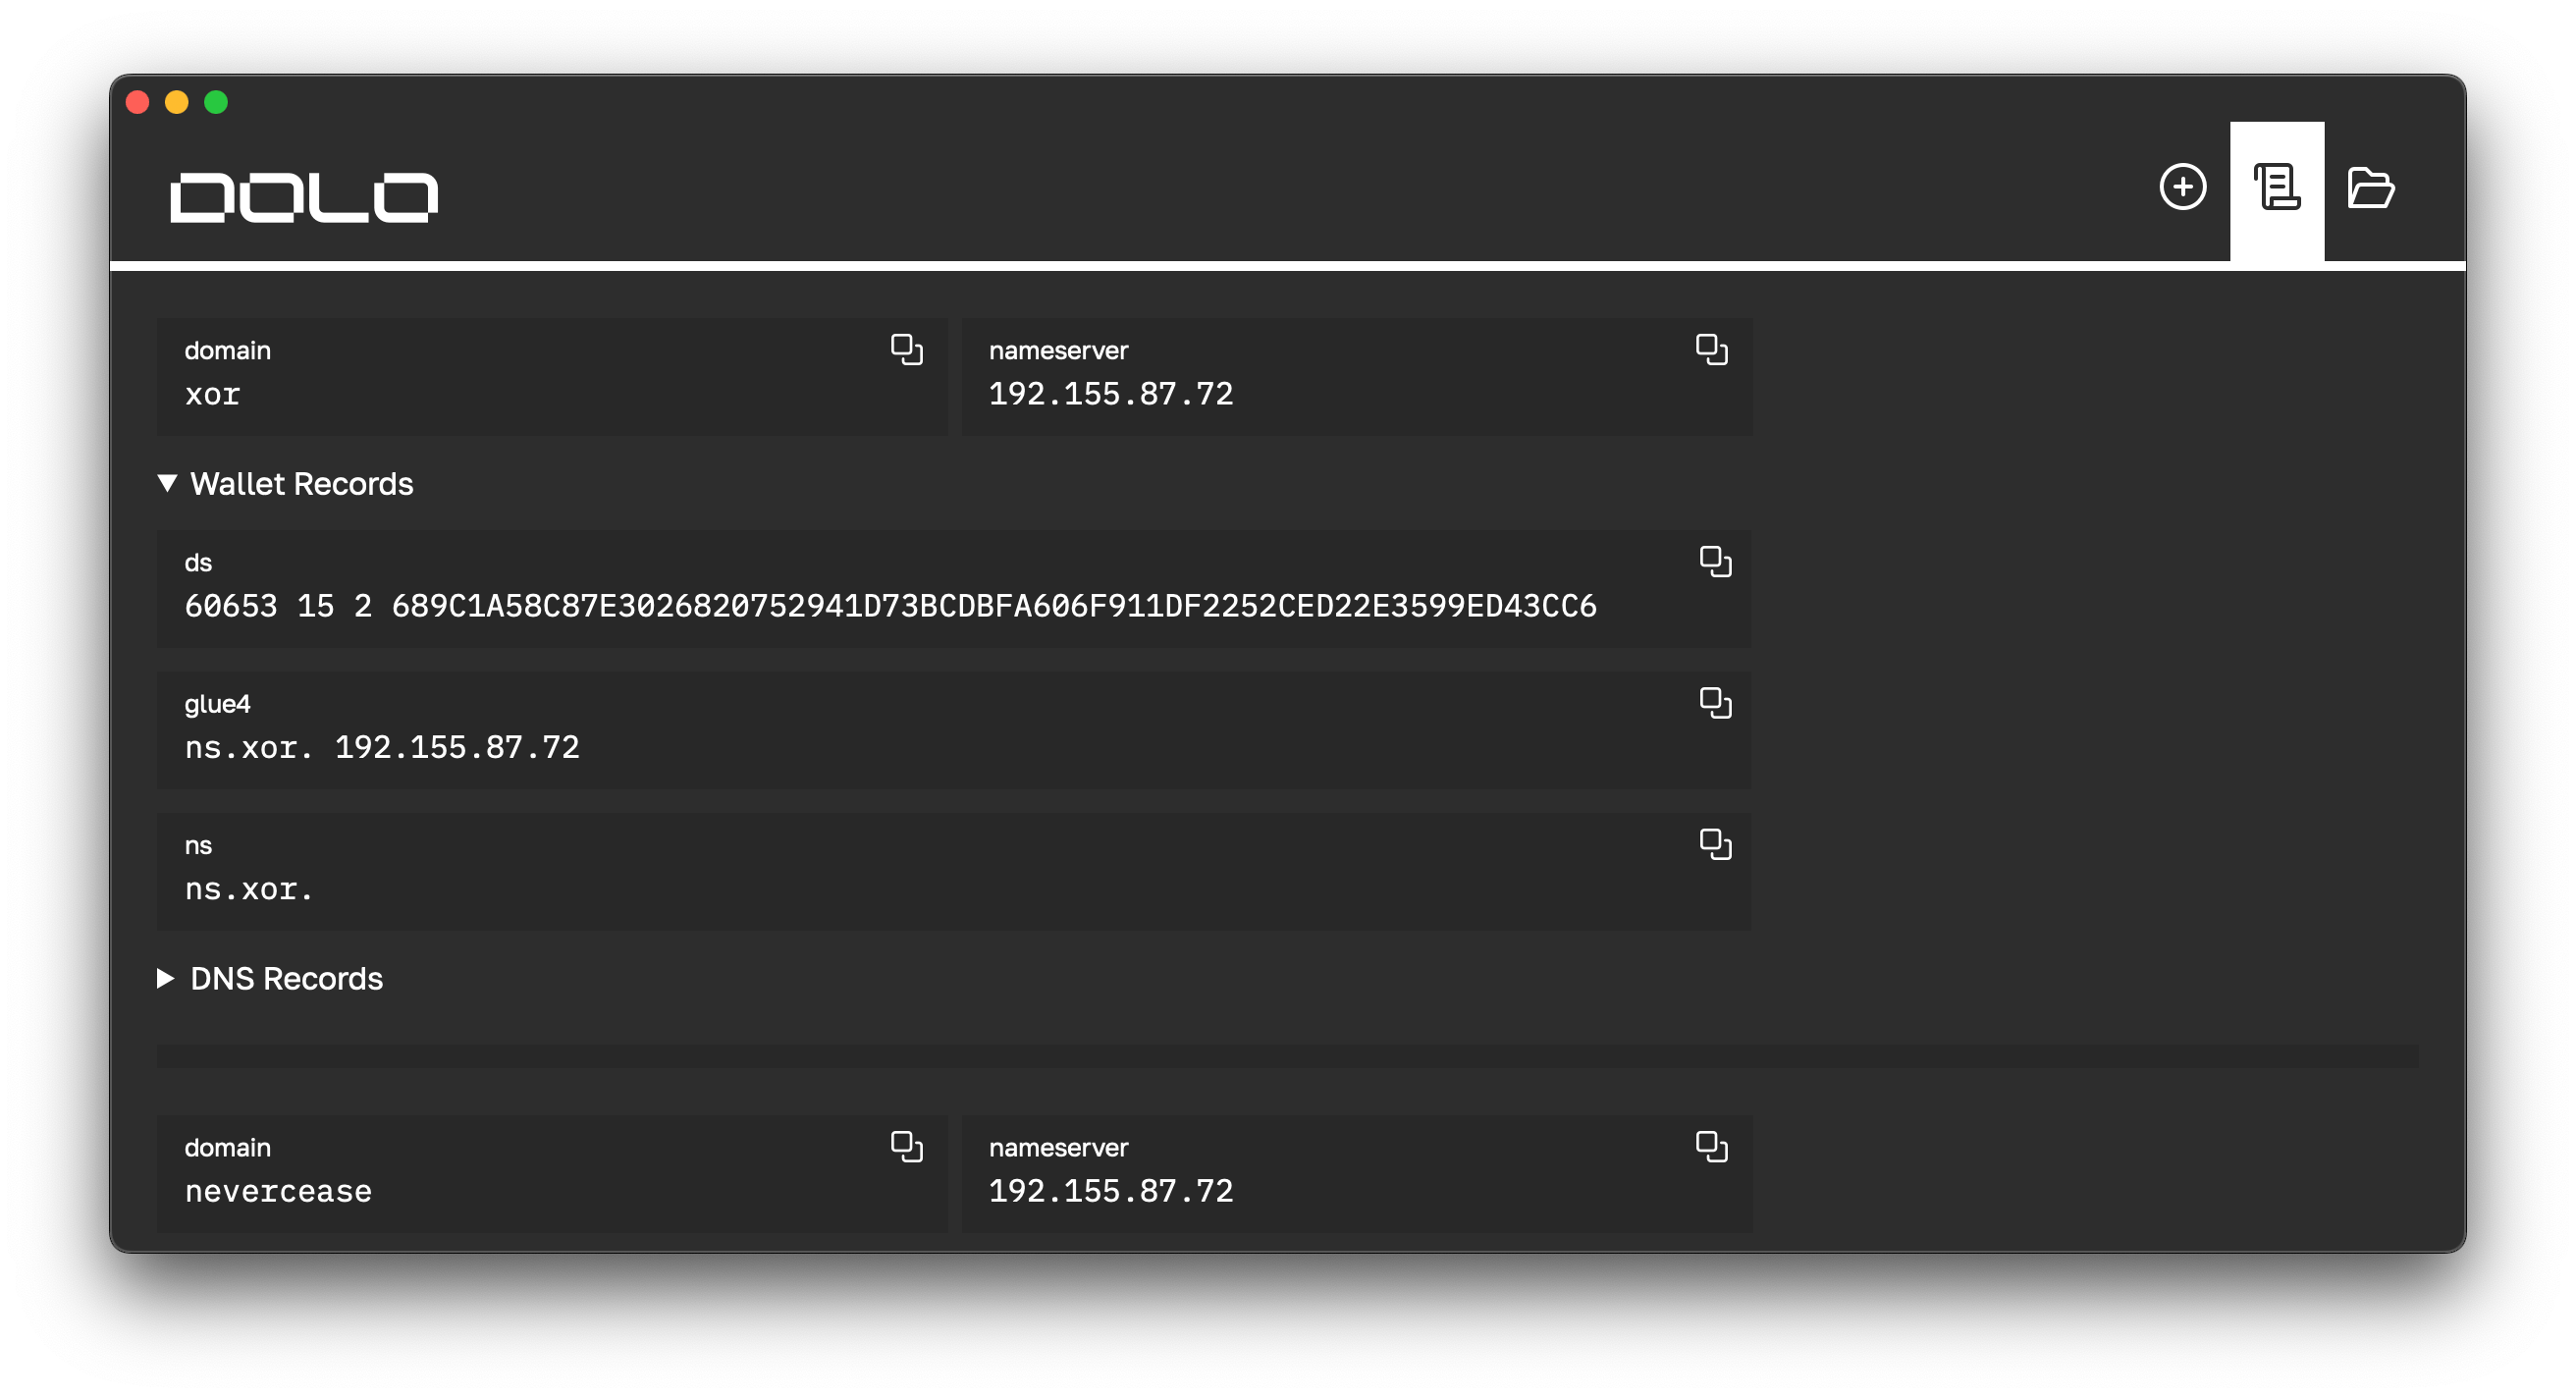 DOLO
domain
xor
nameserver
192.155.87.72
Wallet Records
ds
60653 15 2 689C1A58C87E3026820752941D73BCDBFA606F911DF2252CED22E3599ED43CC6
glue4
ns.xor. 192.155.87.72
ns
ns.xor.
DNS Records
domain
nevercease
nameserver
192.155.87.72